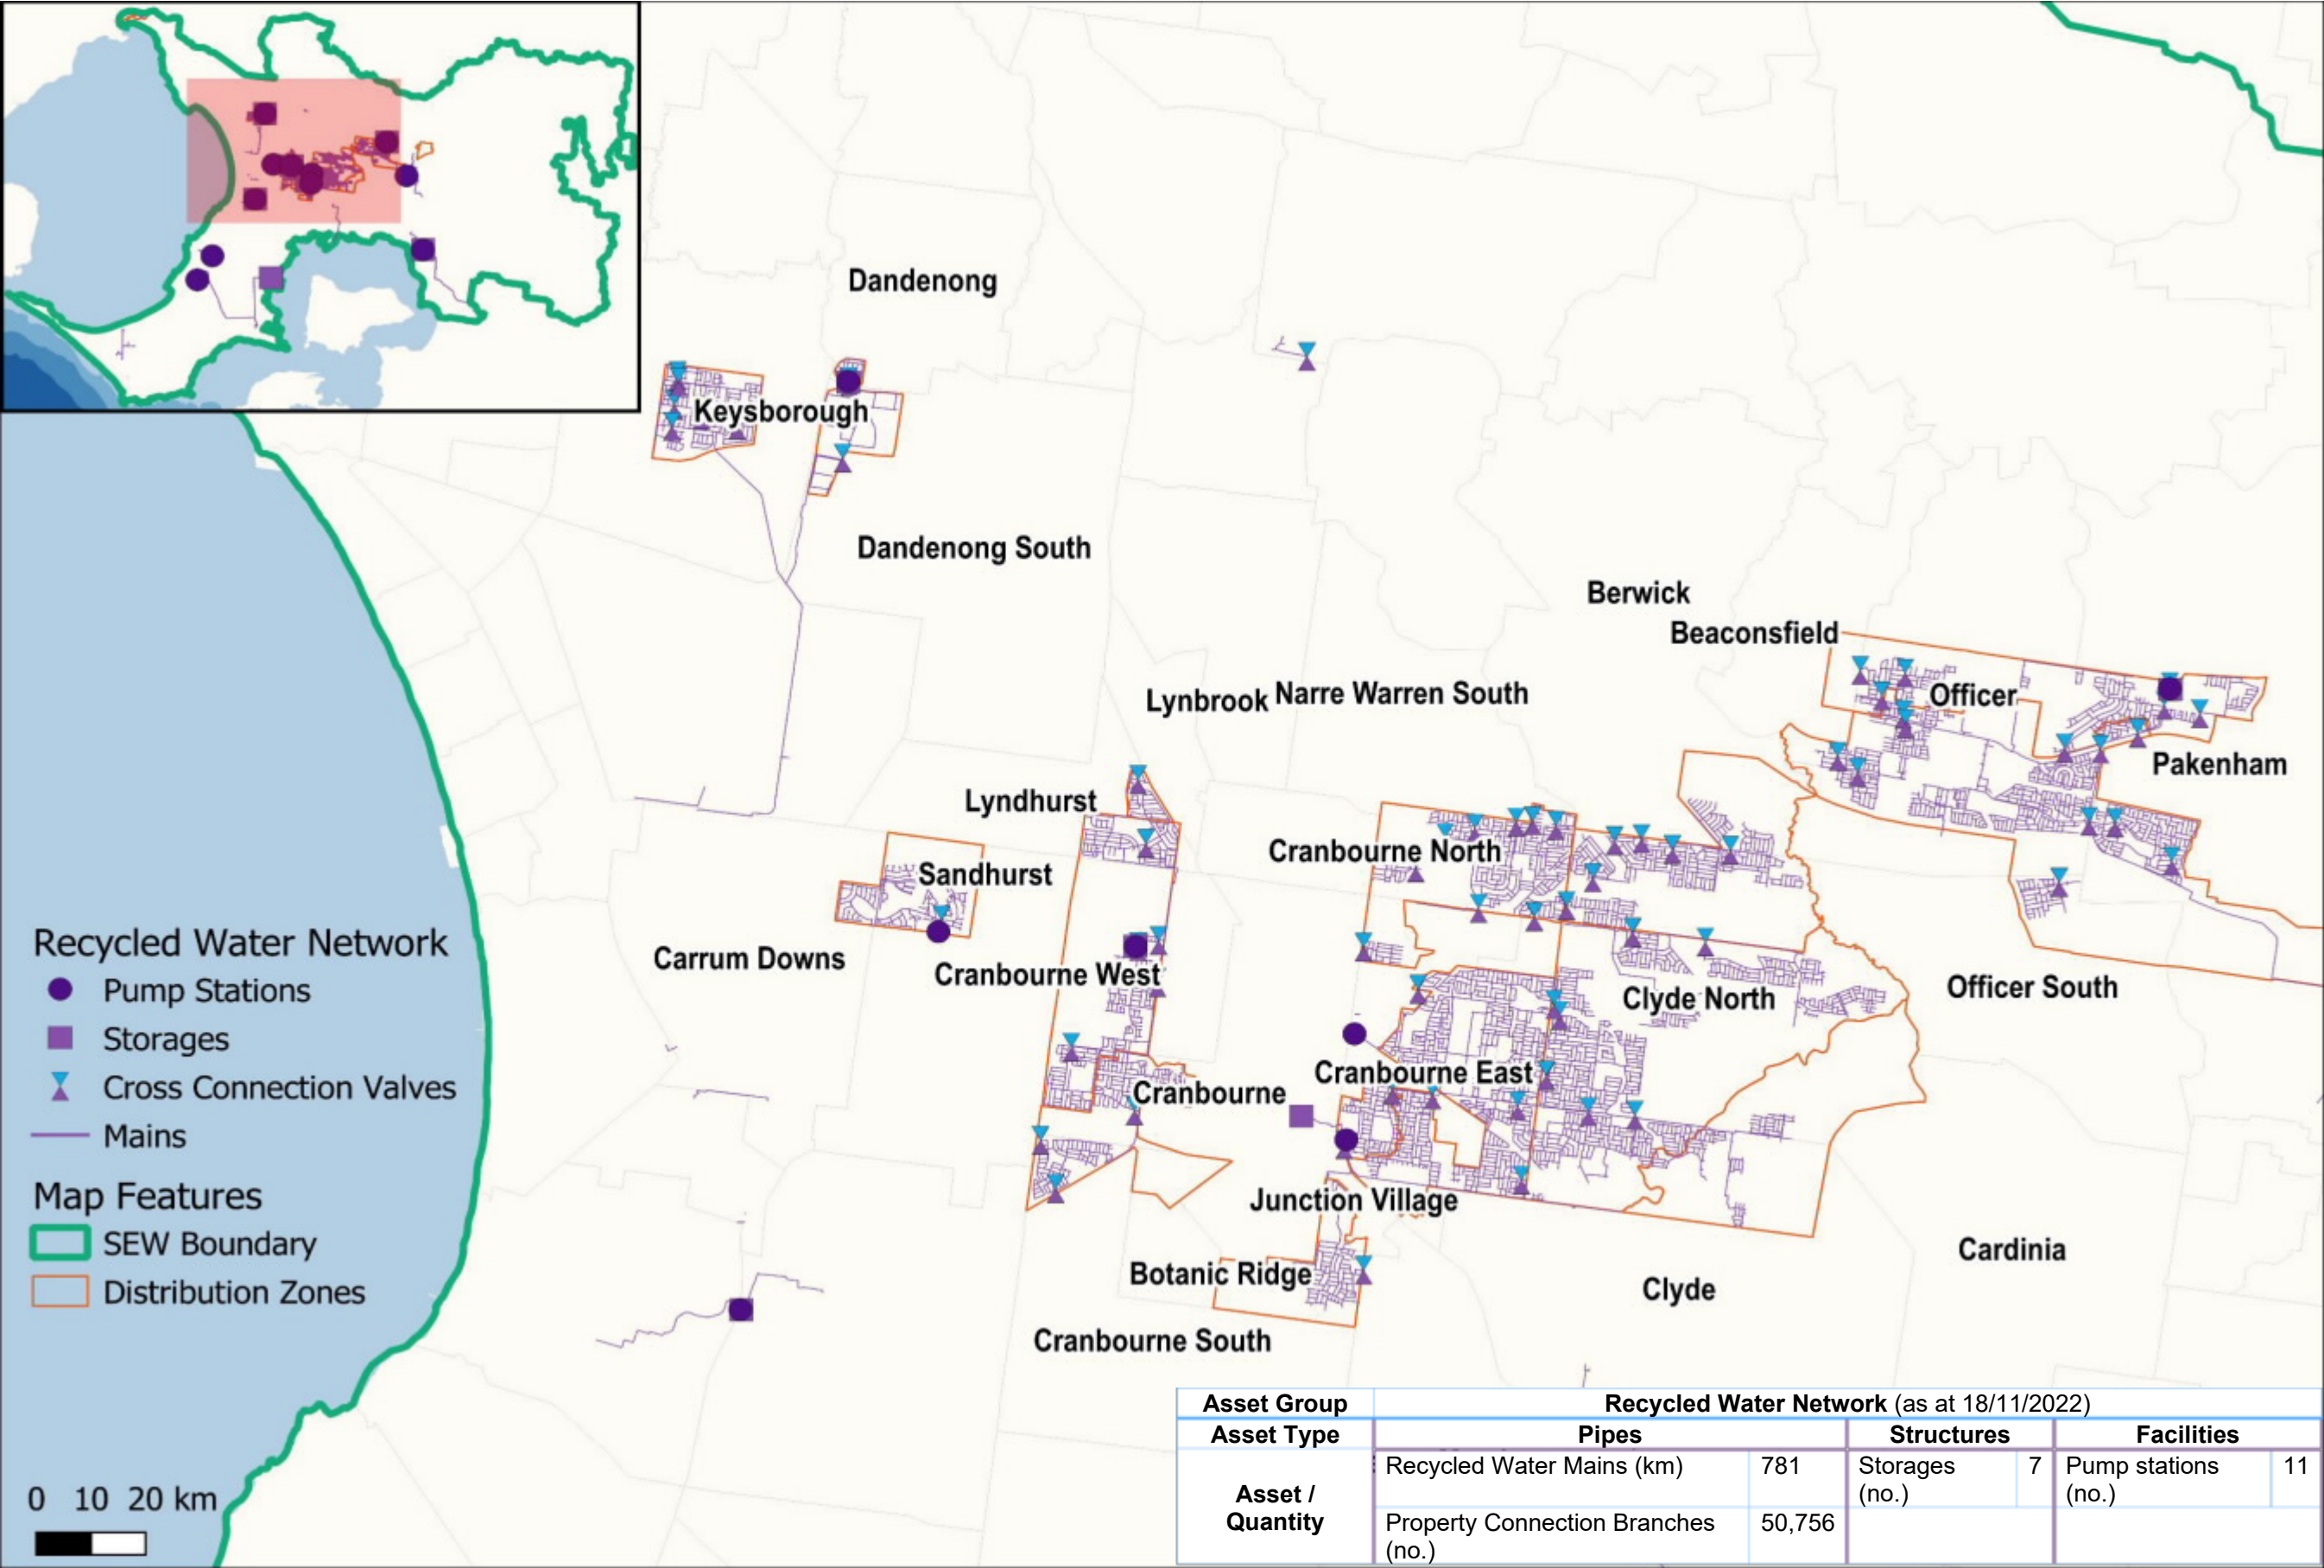 Dandenong
Keysborough
Dandenong South
Berwick
Beaconsfield
Lynbrook
Narre Warren South
Officer
Pakenham
Lyndhurst
Cranbourne North
Sandhurst
Carrum Downs
Cranbourne West
Clyde North
Officer South
Cranbourne East
Cranbourne
Junction Village
Botanic Ridge
Clyde
Cardinia
Cranbourne South
Recycled Water Network
Pump Stations
Storages
Cross Connection Valves
Mains
Map Features
SEW Boundary
Distribution Zones
0 10 20 km
Asset Group Recycled Water Network (as at 18/11/2022)
Asset Type Pipes Structures Facilities
Asset / Quantity
Recycled Water Mains (km) 781
Storages (no.) 7
Pump stations (no.) 11
Property Connection Branches (no.) 50,756